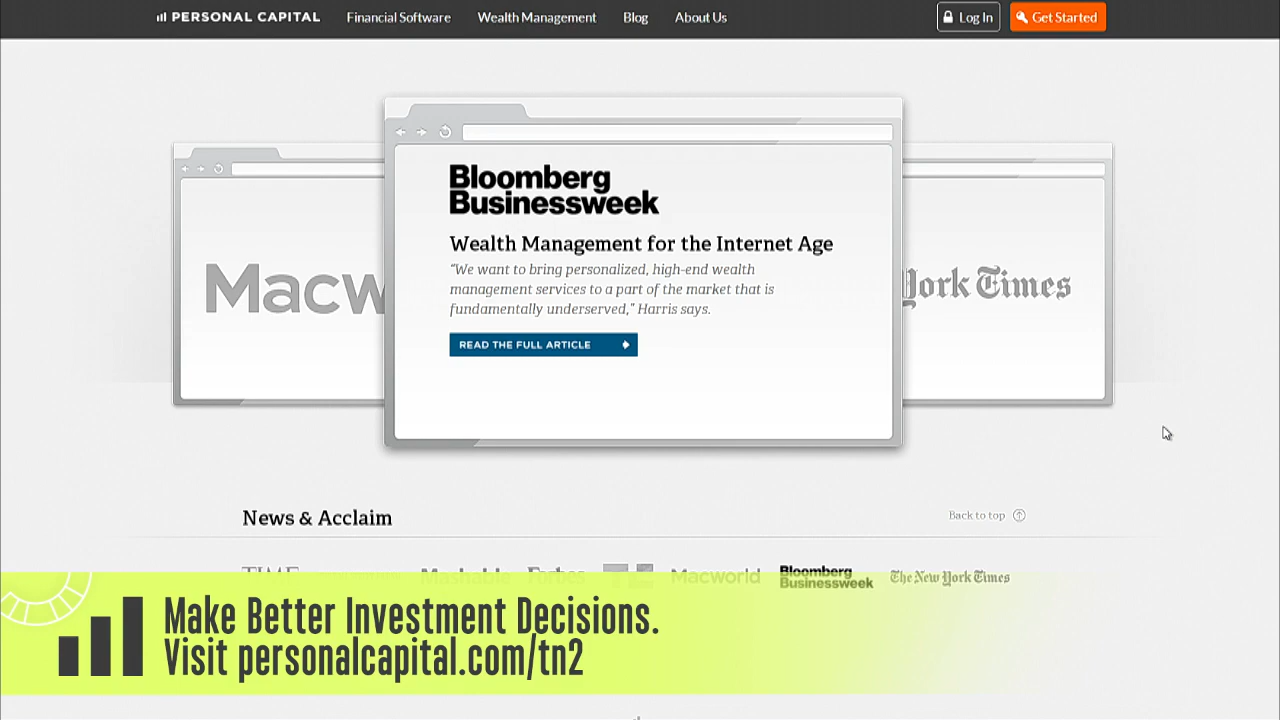 PERSONAL CAPITAL Financial Software Wealth Management Blog About Us Log In Get Started
Bloomberg
Businessweek
Wealth Management for the Internet Age
“We want to bring personalized, high-end wealth
management services to a part of the market that is
fundamentally underserved,” Harris says.
READ THE FULL ARTICLE
Macw
York Times
News & Acclaim
Back to top
TIME Mashable Forbes Macworld Bloomberg Businessweek The New York Times
Make Better Investment Decisions.
Visit personalcapital.com/tn2